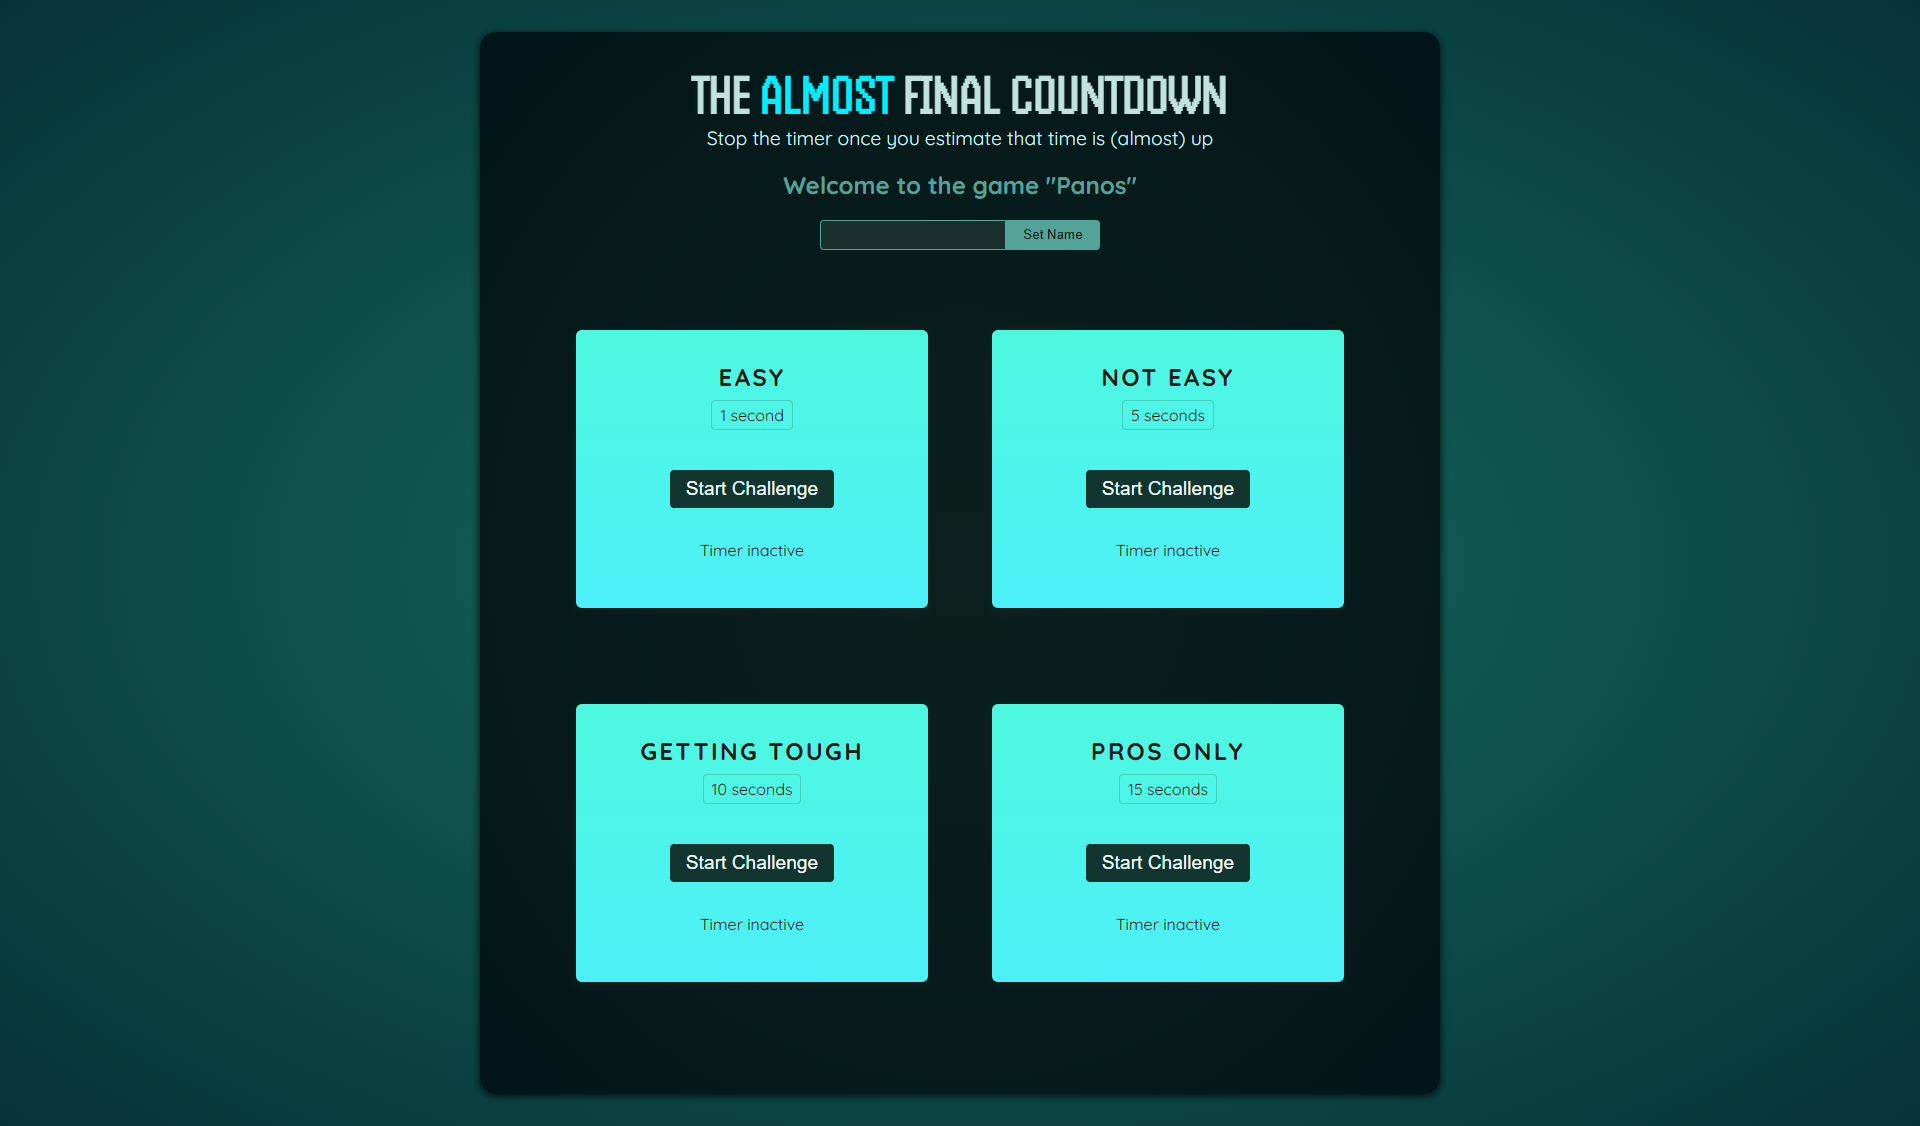 THE ALMOST FINAL COUNTDOWN
Stop the timer once you estimate that time is (almost) up
Welcome to the game "Panos"
Set Name
EASY
1 second
Start Challenge
Timer inactive
NOT EASY
5 seconds
Start Challenge
Timer inactive
GETTING TOUGH
10 seconds
Start Challenge
Timer inactive
PROS ONLY
15 seconds
Start Challenge
Timer inactive